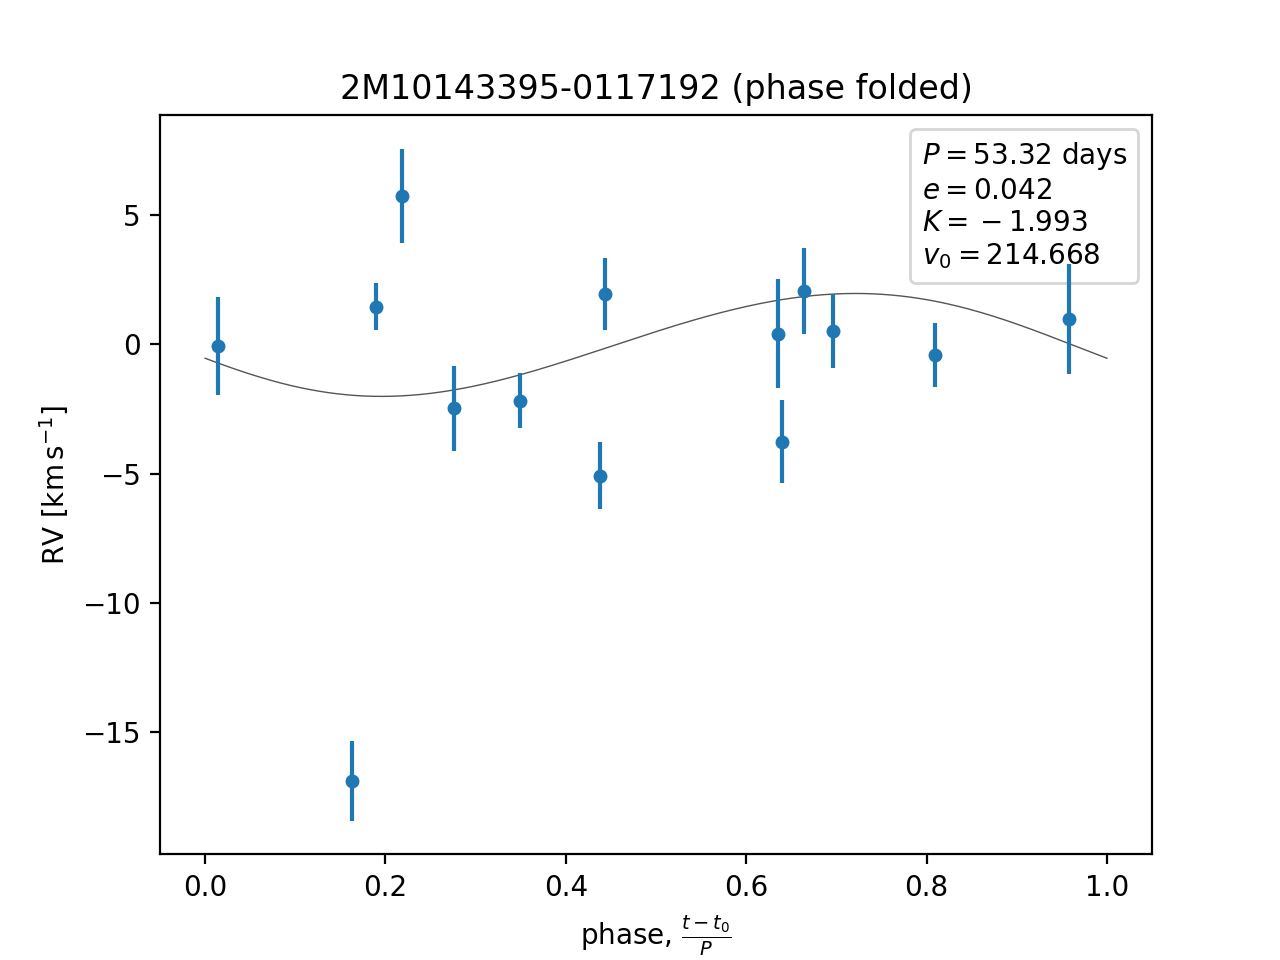 2M10143395-0117192 (phase folded)
P = 53.32 days
e = 0.042
K = −1.993
v₀ = 214.668
5
0
−5
−10
−15
RV [km s⁻¹]
0.0 0.2 0.4 0.6 0.8 1.0
phase, (t − t₀)/P